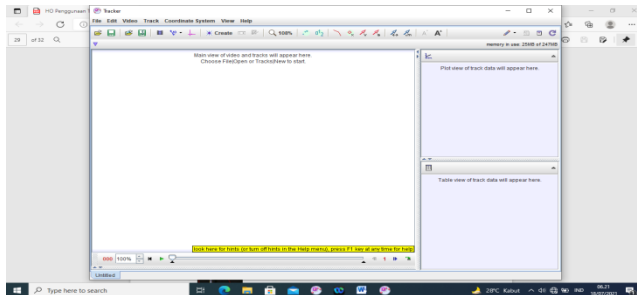 HO Penggunaan
Tracker
File Edit Video Track Coordinate System View Help
Create
100%
memory in use: 25MB of 247MB
29 of 32
Main view of video and tracks will appear here.
Choose File|Open or Tracks|New to start.
Plot view of track data will appear here.
Table view of track data will appear here.
look here for hints (or turn off hints in the Help menu), press F1 key at any time for help
000 100%
Untitled
Type here to search
28°C Kabut
IND
06.21
16/07/2021